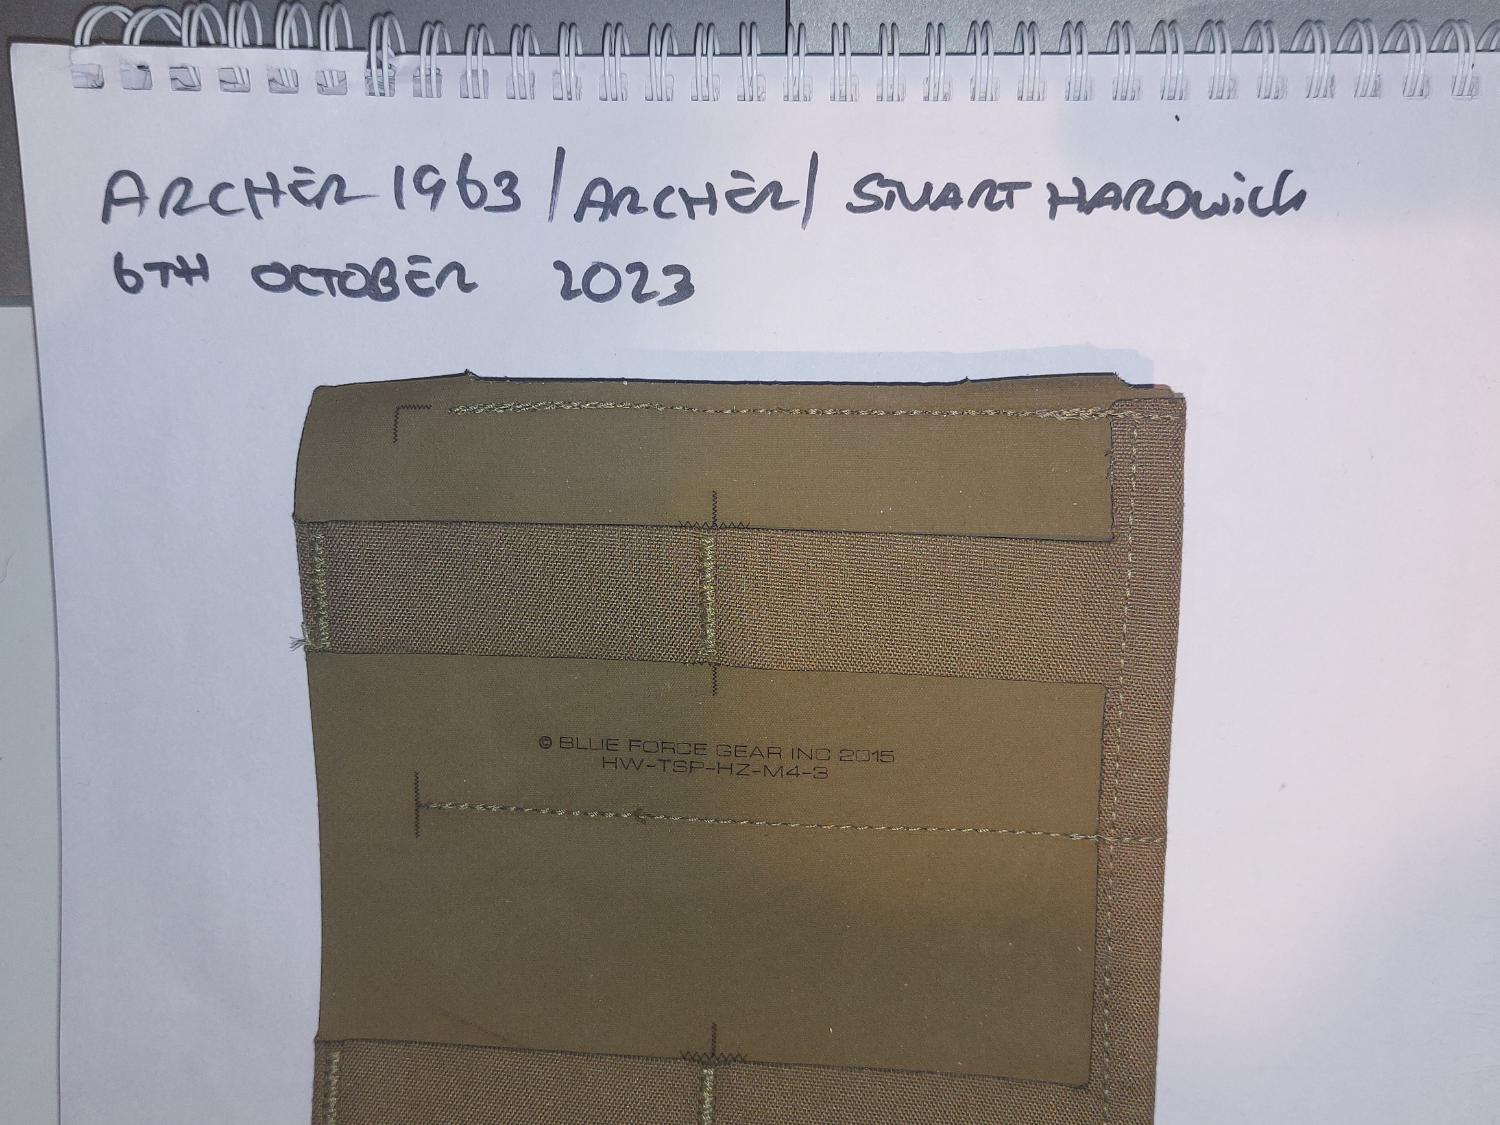 ARCHER 1963 / ARCHER / STUART HARDWICK
6TH OCTOBER 2023
© BLUE FORCE GEAR INC 2015
HW-TSP-HZ-M4-3